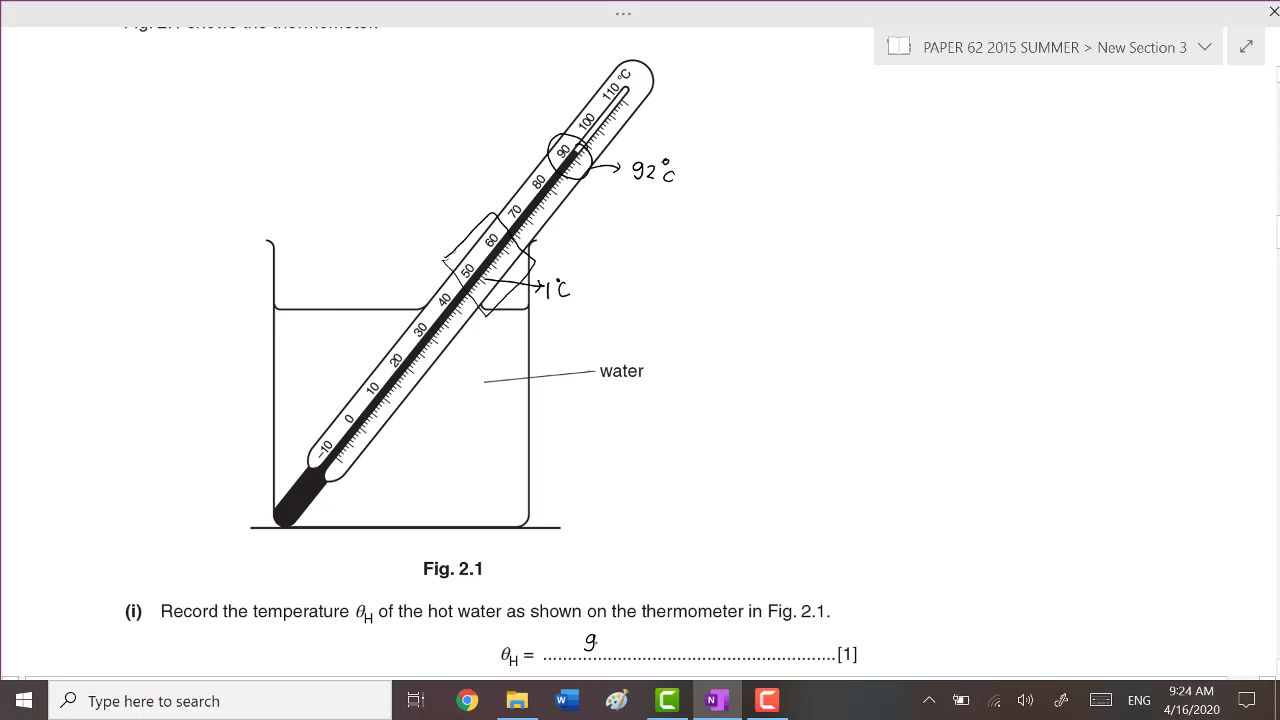 PAPER 62 2015 SUMMER > New Section 3
110 °C
100
90
92°C
80
70
60
50
1°C
40
30
20
10
0
–10
water
Fig. 2.1
(i) Record the temperature θH of the hot water as shown on the thermometer in Fig. 2.1.
θH = ............................................................[1]
9
Type here to search
ENG
9:24 AM
4/16/2020